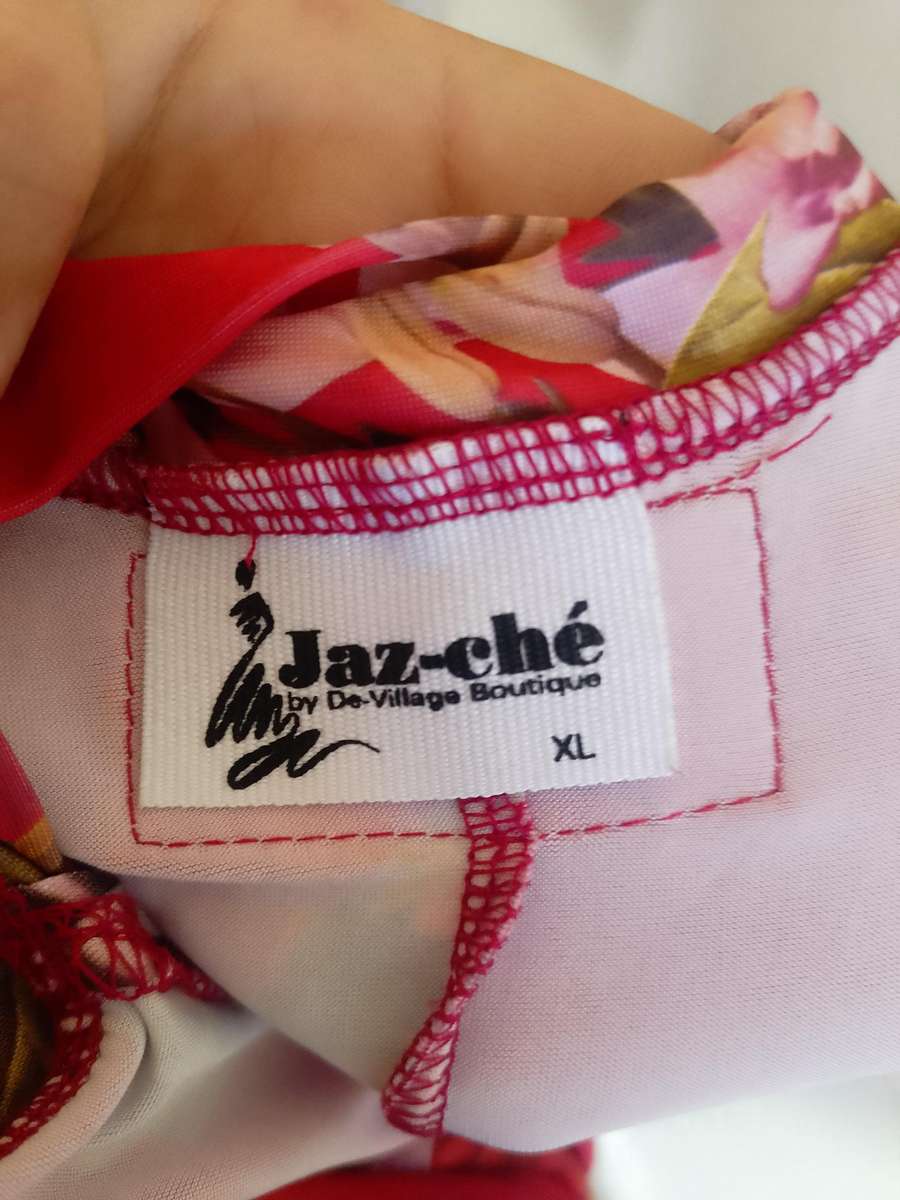 Jaz-ché
by De-Village Boutique
XL